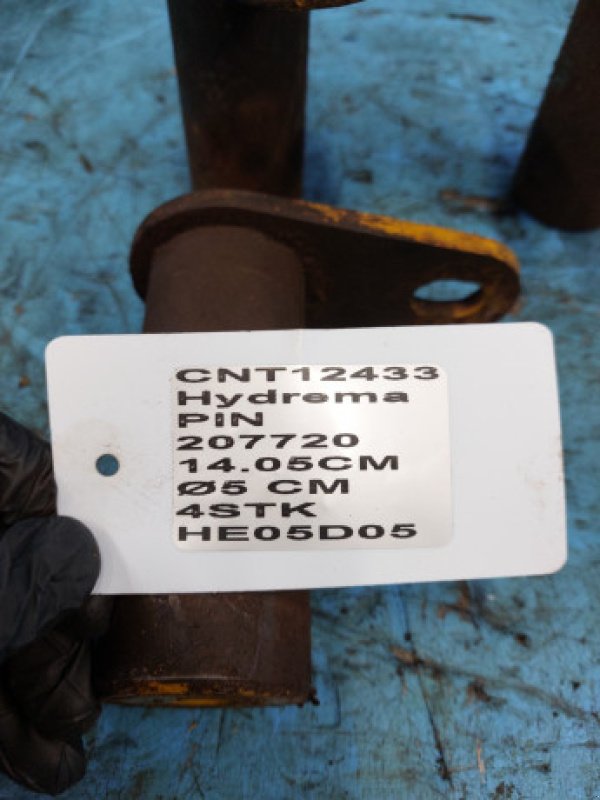 CNT12433
Hydrema
PIN
207720
14.05CM
Ø5 CM
4STK
HE05D05